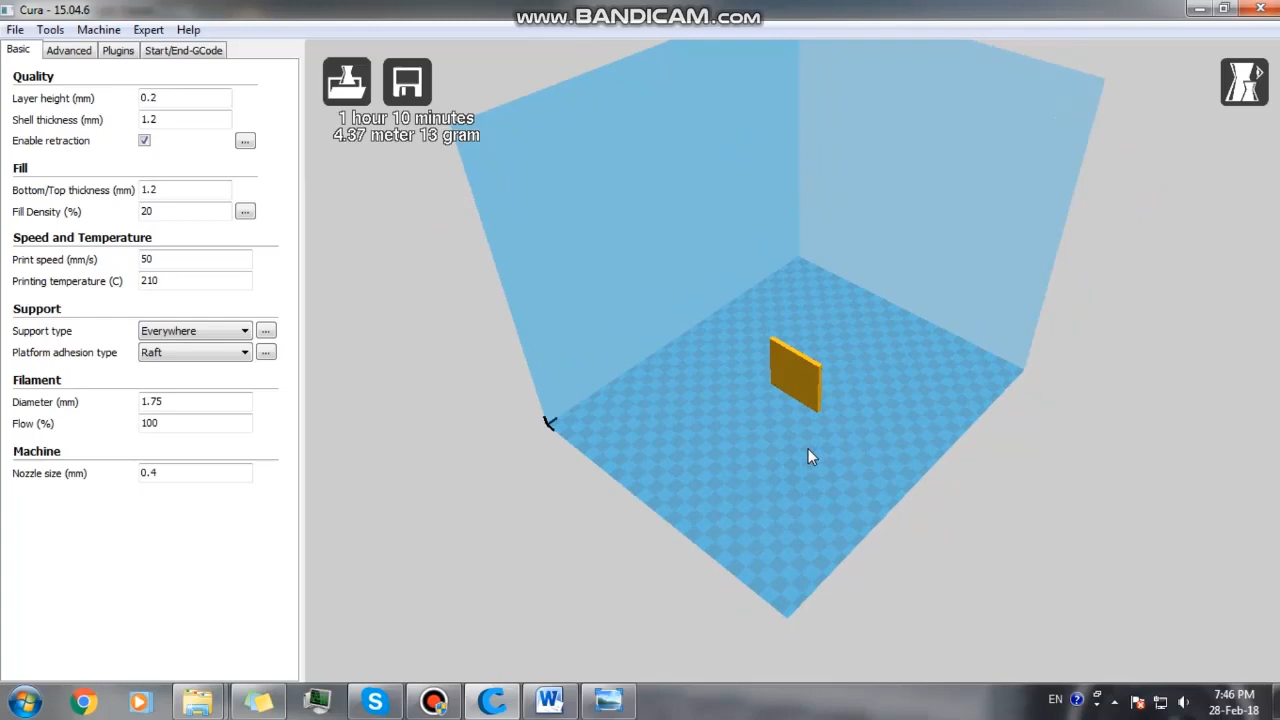 Cura - 15.04.6
www.BANDICAM.com
File Tools Machine Expert Help
Basic Advanced Plugins Start/End-GCode
Quality
Layer height (mm) 0.2
Shell thickness (mm) 1.2
Enable retraction ...
Fill
Bottom/Top thickness (mm) 1.2
Fill Density (%) 20 ...
Speed and Temperature
Print speed (mm/s) 50
Printing temperature (C) 210
Support
Support type Everywhere ...
Platform adhesion type Raft ...
Filament
Diameter (mm) 1.75
Flow (%) 100
Machine
Nozzle size (mm) 0.4
1 hour 10 minutes
4.37 meter 13 gram
EN
7:46 PM
28-Feb-18